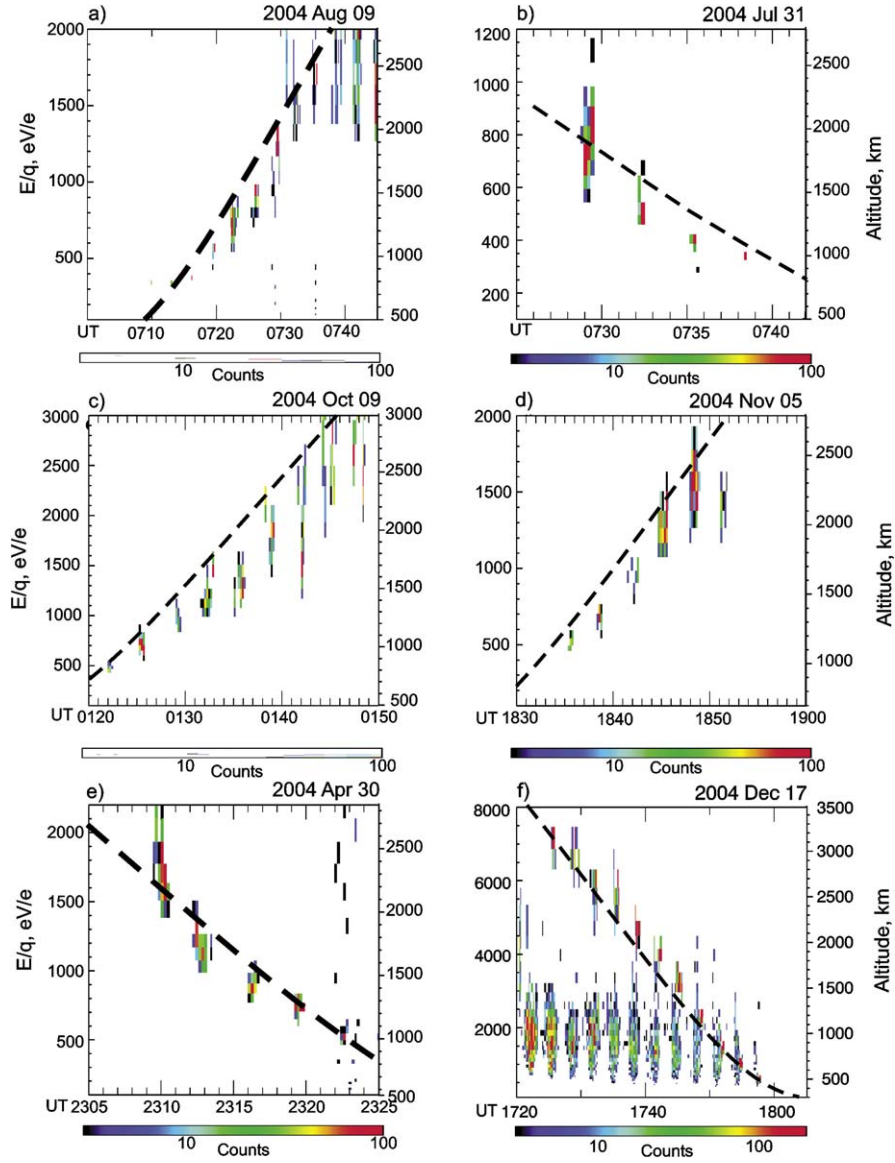 a) 2004 Aug 09
2000
1500
1000
500
E/q, eV/e
2500
2000
1500
1000
500
UT 0710 0720 0730 0740
10 100
Counts
b) 2004 Jul 31
1200
1000
800
600
400
200
2500
2000
1500
1000
500
Altitude, km
UT 0730 0735 0740
10 100
Counts
c) 2004 Oct 09
3000
2500
2000
1500
1000
500
E/q, eV/e
3000
2500
2000
1500
1000
500
UT 0120 0130 0140 0150
10 100
Counts
d) 2004 Nov 05
2000
1500
1000
500
2500
2000
1500
1000
Altitude, km
UT 1830 1840 1850 1900
10 100
Counts
e) 2004 Apr 30
2000
1500
1000
500
E/q, eV/e
2500
2000
1500
1000
500
UT 2305 2310 2315 2320 2325
10 100
Counts
f) 2004 Dec 17
8000
6000
4000
2000
3500
3000
2500
2000
1500
1000
500
Altitude, km
UT 1720 1740 1800
10 100
Counts